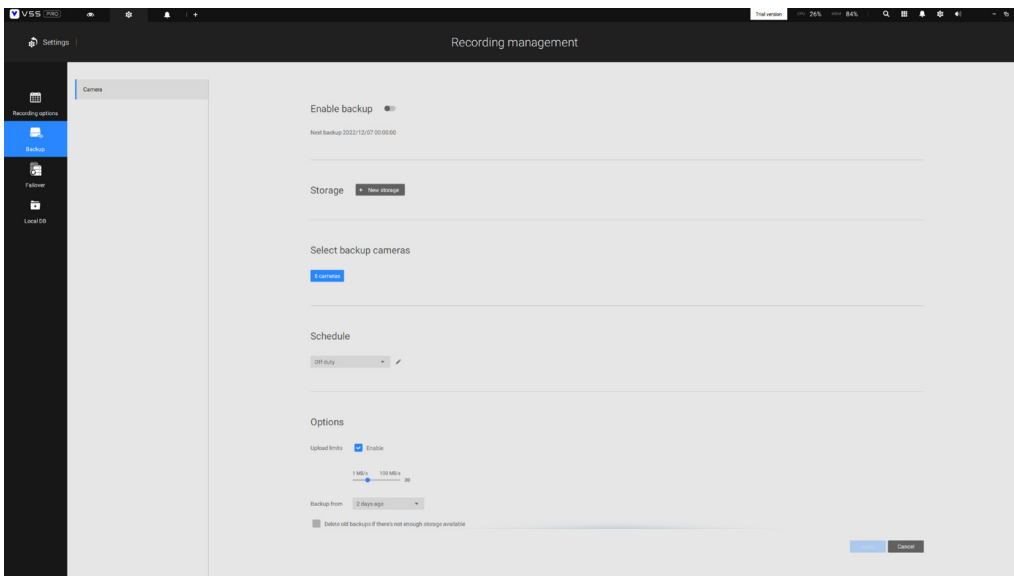 VSS PRO
Trial version
CPU 26%
MEM 84%
Settings
Recording management
Recording options
Backup
Failover
Local DB
Camera
Enable backup
Next backup 2022/12/07 00:00:00
Storage
+ New storage
Select backup cameras
cameras
Schedule
Off duty
Options
Upload limits
Enable
1 MB/s 100 MB/s
Backup from
2 days ago
Delete old backups if there's not enough storage available
Cancel